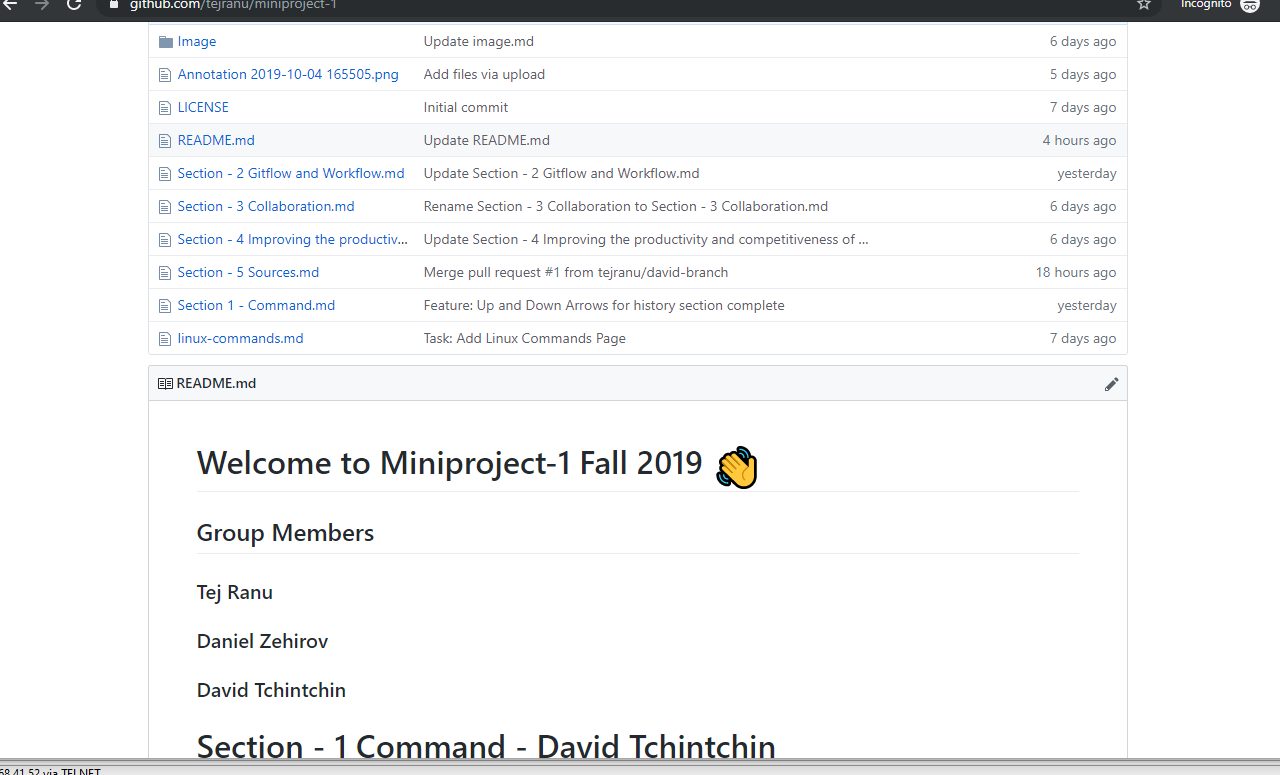 github.com/tejranu/miniproject-1
Incognito
Image Update image.md 6 days ago
Annotation 2019-10-04 165505.png Add files via upload 5 days ago
LICENSE Initial commit 7 days ago
README.md Update README.md 4 hours ago
Section - 2 Gitflow and Workflow.md Update Section - 2 Gitflow and Workflow.md yesterday
Section - 3 Collaboration.md Rename Section - 3 Collaboration to Section - 3 Collaboration.md 6 days ago
Section - 4 Improving the productiv... Update Section - 4 Improving the productivity and competitiveness of ... 6 days ago
Section - 5 Sources.md Merge pull request #1 from tejranu/david-branch 18 hours ago
Section 1 - Command.md Feature: Up and Down Arrows for history section complete yesterday
linux-commands.md Task: Add Linux Commands Page 7 days ago
README.md
Welcome to Miniproject-1 Fall 2019 👋
Group Members
Tej Ranu
Daniel Zehirov
David Tchintchin
Section - 1 Command - David Tchintchin
68.41.52 via TELNET